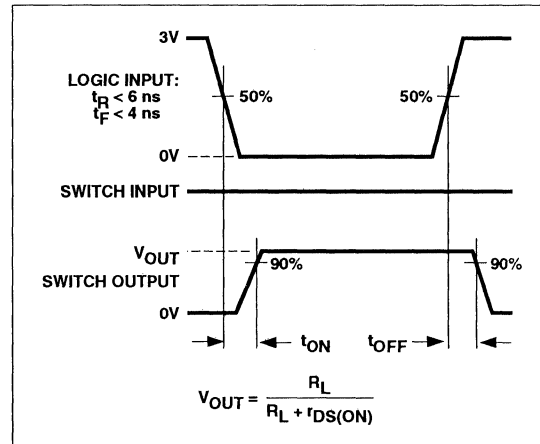 3V
LOGIC INPUT:
tR < 6 ns
tF < 4 ns
50%
50%
0V
SWITCH INPUT
VOUT
90%
90%
SWITCH OUTPUT
0V
tON
tOFF
VOUT = RL
RL + rDS(ON)